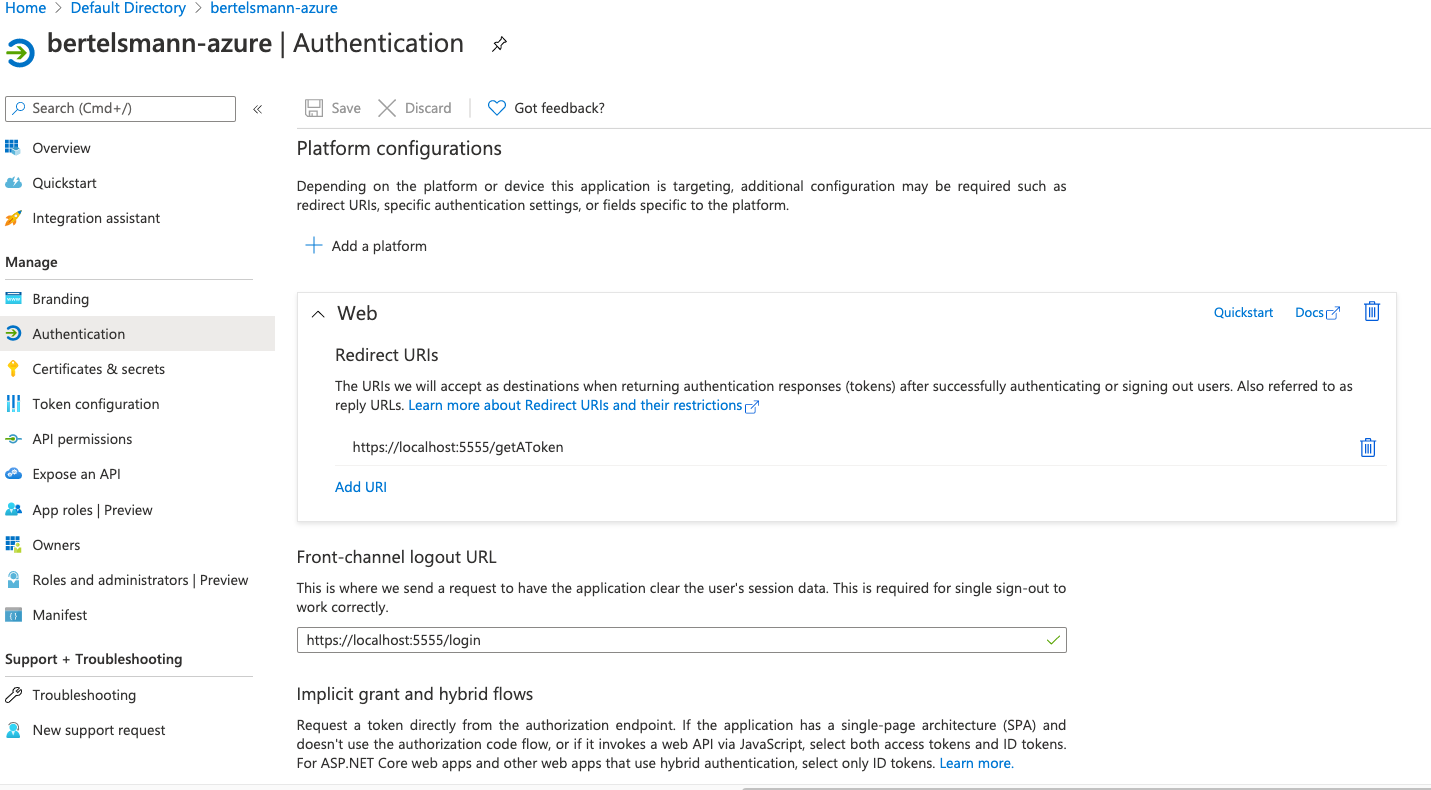 Home > Default Directory > bertelsmann-azure
bertelsmann-azure | Authentication
Search (Cmd+/)
«
Overview
Quickstart
Integration assistant
Manage
Branding
Authentication
Certificates & secrets
Token configuration
API permissions
Expose an API
App roles | Preview
Owners
Roles and administrators | Preview
Manifest
Support + Troubleshooting
Troubleshooting
New support request
Save Discard Got feedback?
Platform configurations
Depending on the platform or device this application is targeting, additional configuration may be required such as
redirect URIs, specific authentication settings, or fields specific to the platform.
Add a platform
Web Quickstart Docs
Redirect URIs
The URIs we will accept as destinations when returning authentication responses (tokens) after successfully authenticating or signing out users. Also referred to as
reply URLs. Learn more about Redirect URIs and their restrictions
https://localhost:5555/getAToken
Add URI
Front-channel logout URL
This is where we send a request to have the application clear the user's session data. This is required for single sign-out to
work correctly.
https://localhost:5555/login
Implicit grant and hybrid flows
Request a token directly from the authorization endpoint. If the application has a single-page architecture (SPA) and
doesn't use the authorization code flow, or if it invokes a web API via JavaScript, select both access tokens and ID tokens.
For ASP.NET Core web apps and other web apps that use hybrid authentication, select only ID tokens. Learn more.